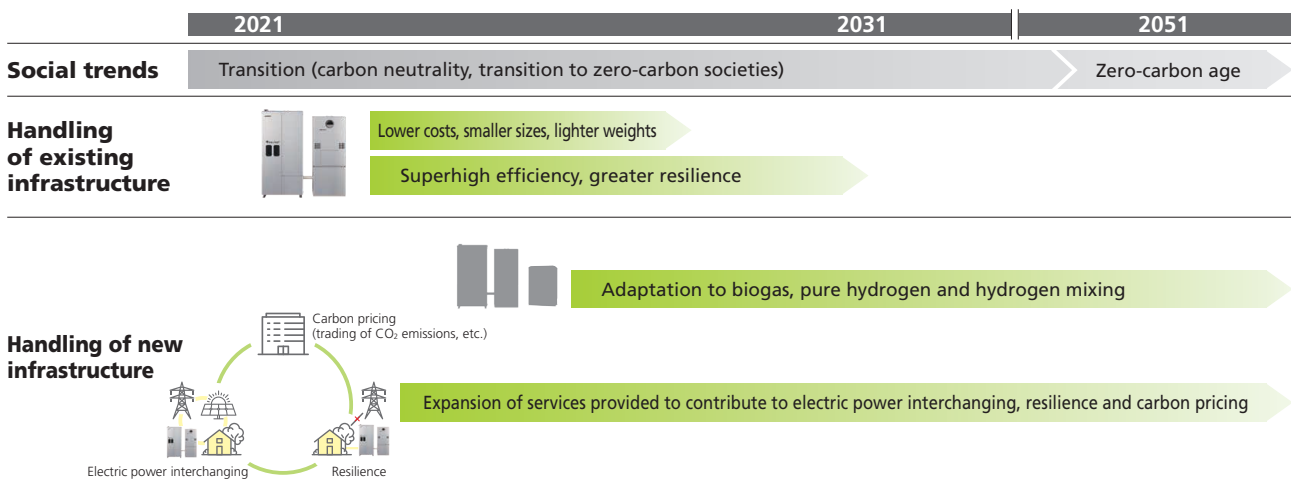 2021 2031 2051
Social trends
Transition (carbon neutrality, transition to zero-carbon societies)
Zero-carbon age
Handling
of existing
infrastructure
Lower costs, smaller sizes, lighter weights
Superhigh efficiency, greater resilience
Handling of new
infrastructure
Adaptation to biogas, pure hydrogen and hydrogen mixing
Carbon pricing
(trading of CO₂ emissions, etc.)
Electric power interchanging
Resilience
Expansion of services provided to contribute to electric power interchanging, resilience and carbon pricing